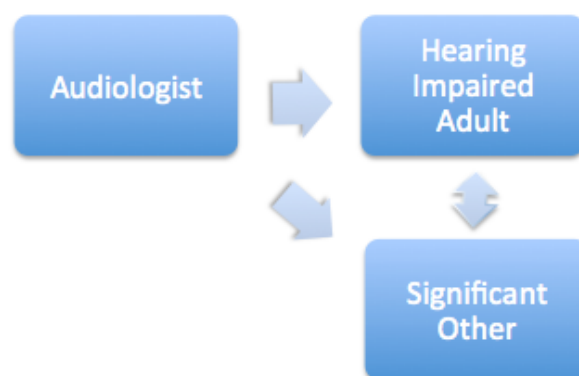 Audiologist
Hearing
Impaired
Adult
Significant
Other